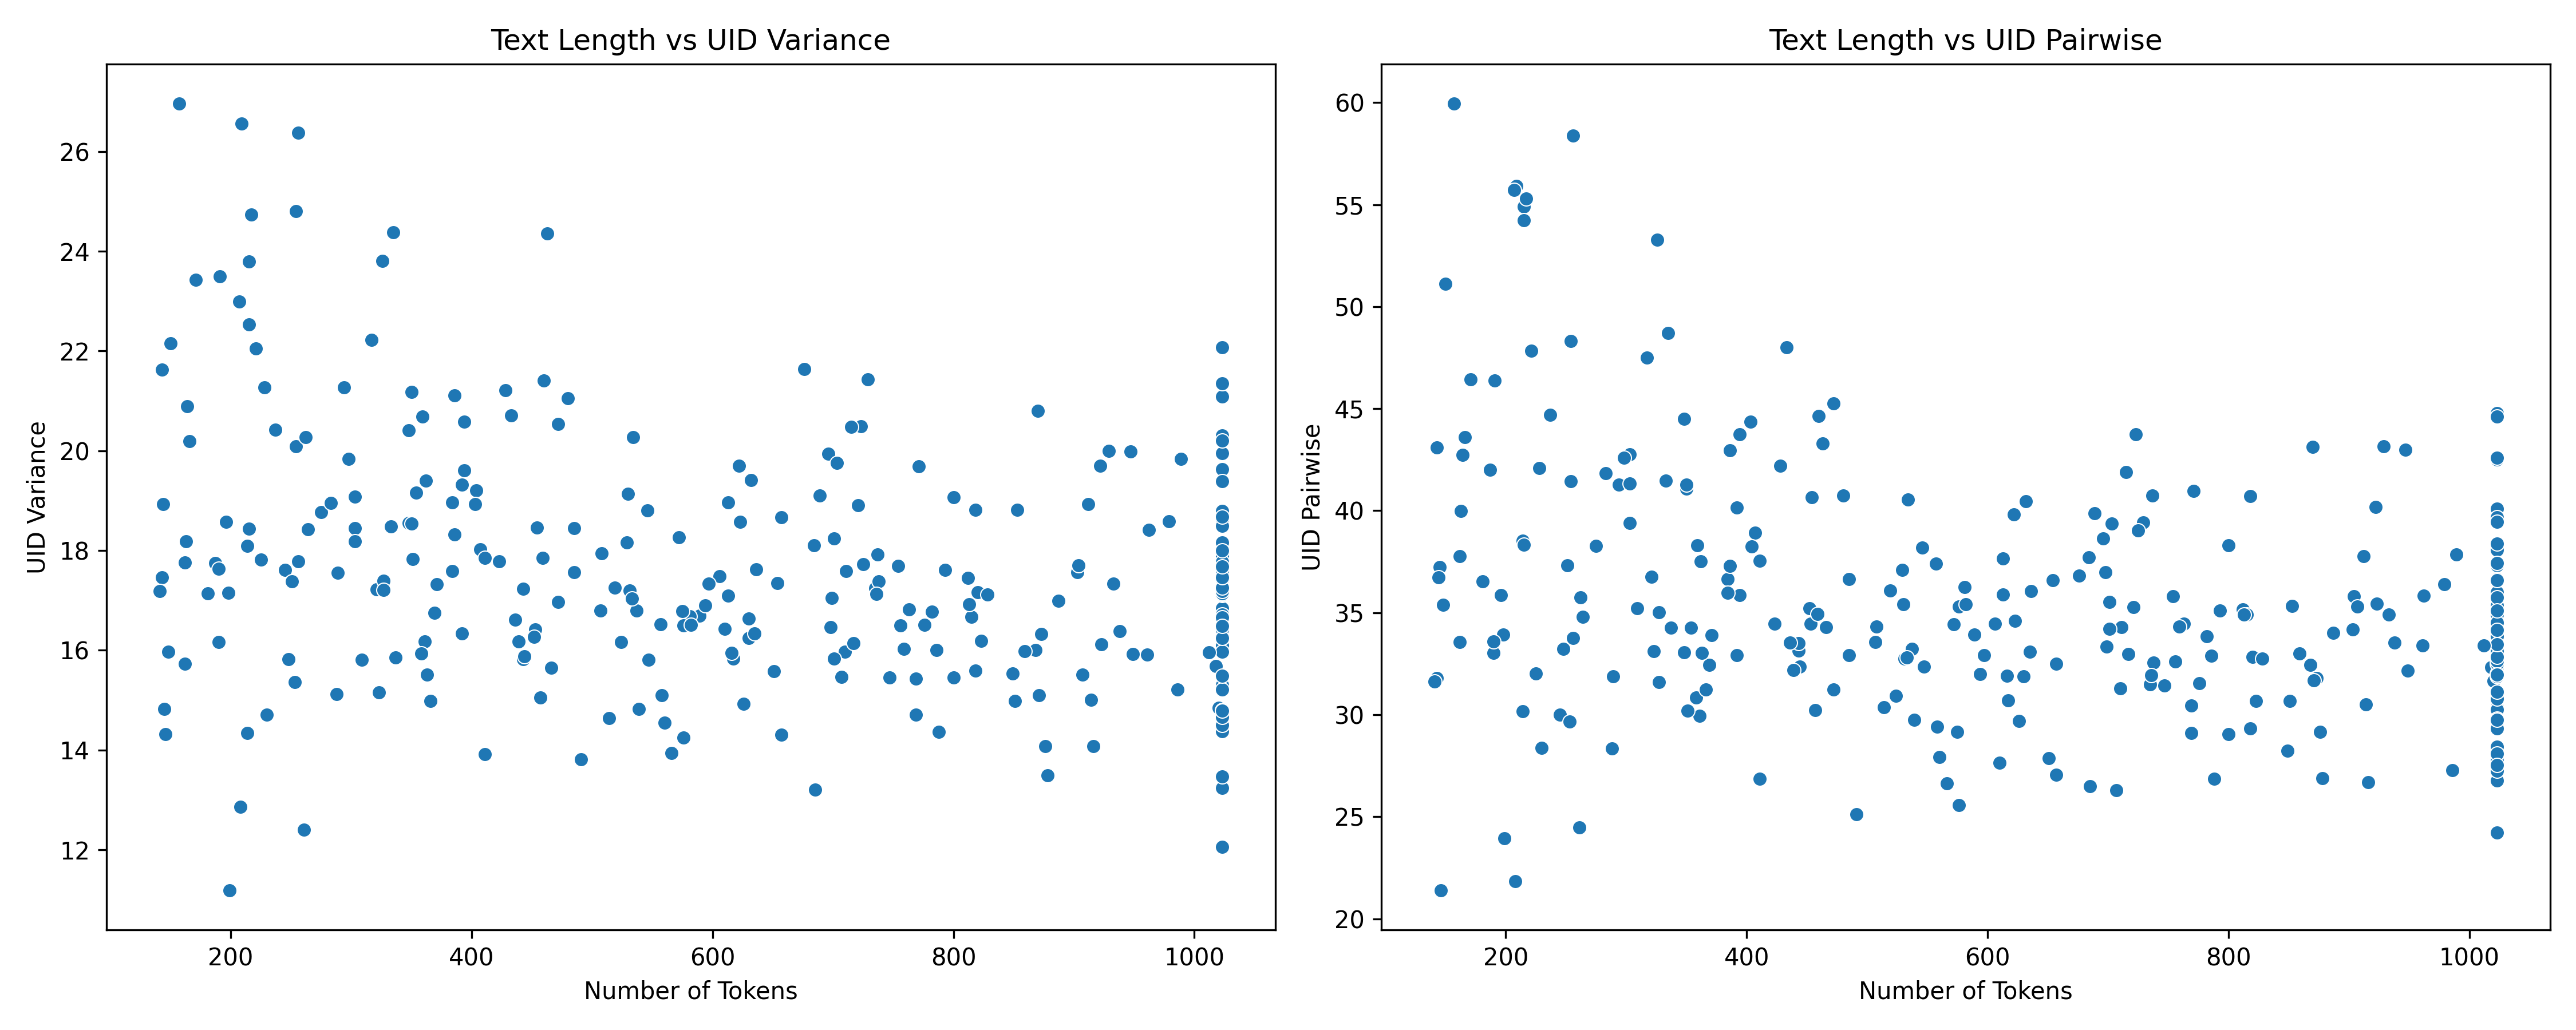 Text Length vs UID Variance
UID Variance
26
24
22
20
18
16
14
12
200 400 600 800 1000
Number of Tokens
Text Length vs UID Pairwise
UID Pairwise
60
55
50
45
40
35
30
25
20
200 400 600 800 1000
Number of Tokens